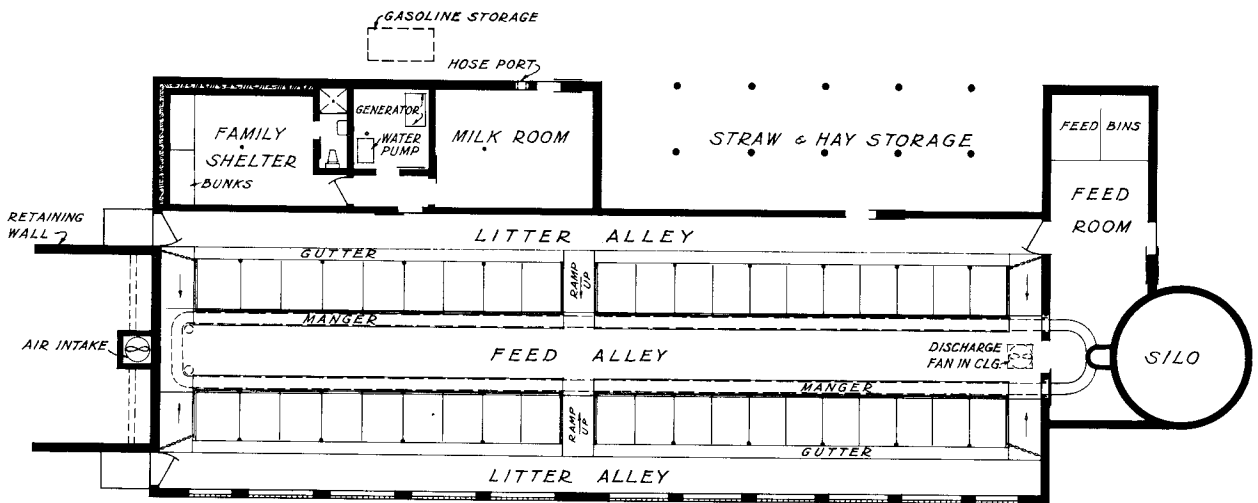 GASOLINE STORAGE
HOSE PORT
GENERATOR
WATER
PUMP
FAMILY
SHELTER
BUNKS
MILK ROOM
STRAW & HAY STORAGE
FEED BINS
FEED
ROOM
RETAINING
WALL
LITTER ALLEY
GUTTER
RAMP
UP
MANGER
AIR INTAKE
FEED ALLEY
DISCHARGE
FAN IN CLG.
SILO
MANGER
RAMP
UP
GUTTER
LITTER ALLEY